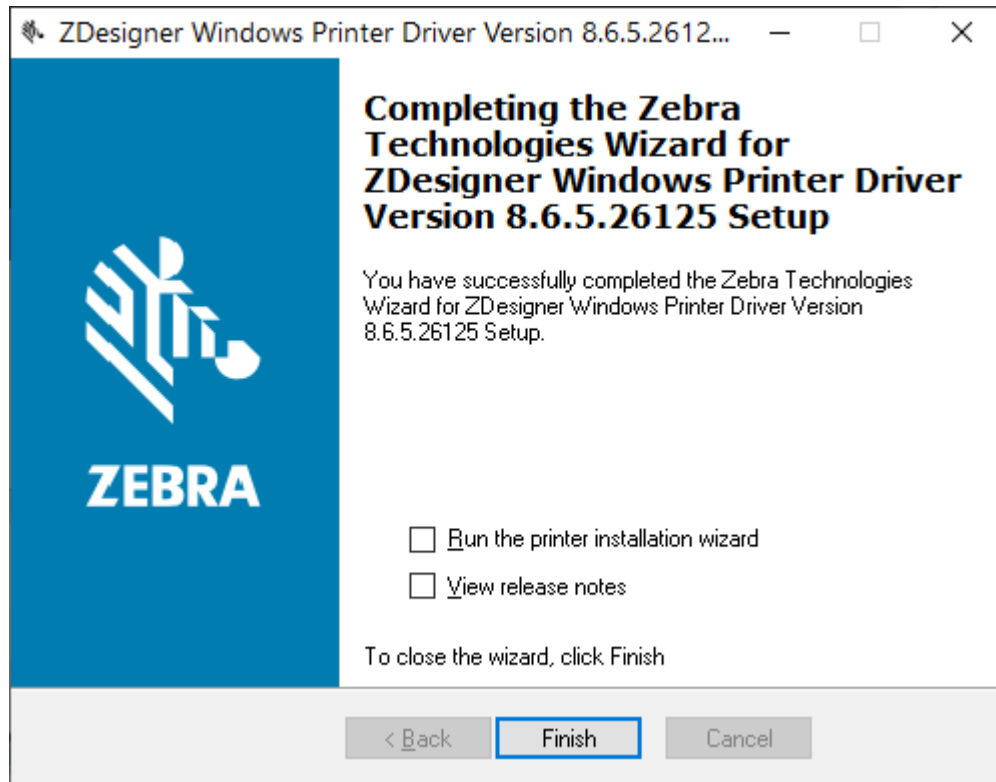 ZDesigner Windows Printer Driver Version 8.6.5.2612...
Completing the Zebra
Technologies Wizard for
ZDesigner Windows Printer Driver
Version 8.6.5.26125 Setup
You have successfully completed the Zebra Technologies
Wizard for ZDesigner Windows Printer Driver Version
8.6.5.26125 Setup.
ZEBRA
Run the printer installation wizard
View release notes
To close the wizard, click Finish
< Back
Finish
Cancel